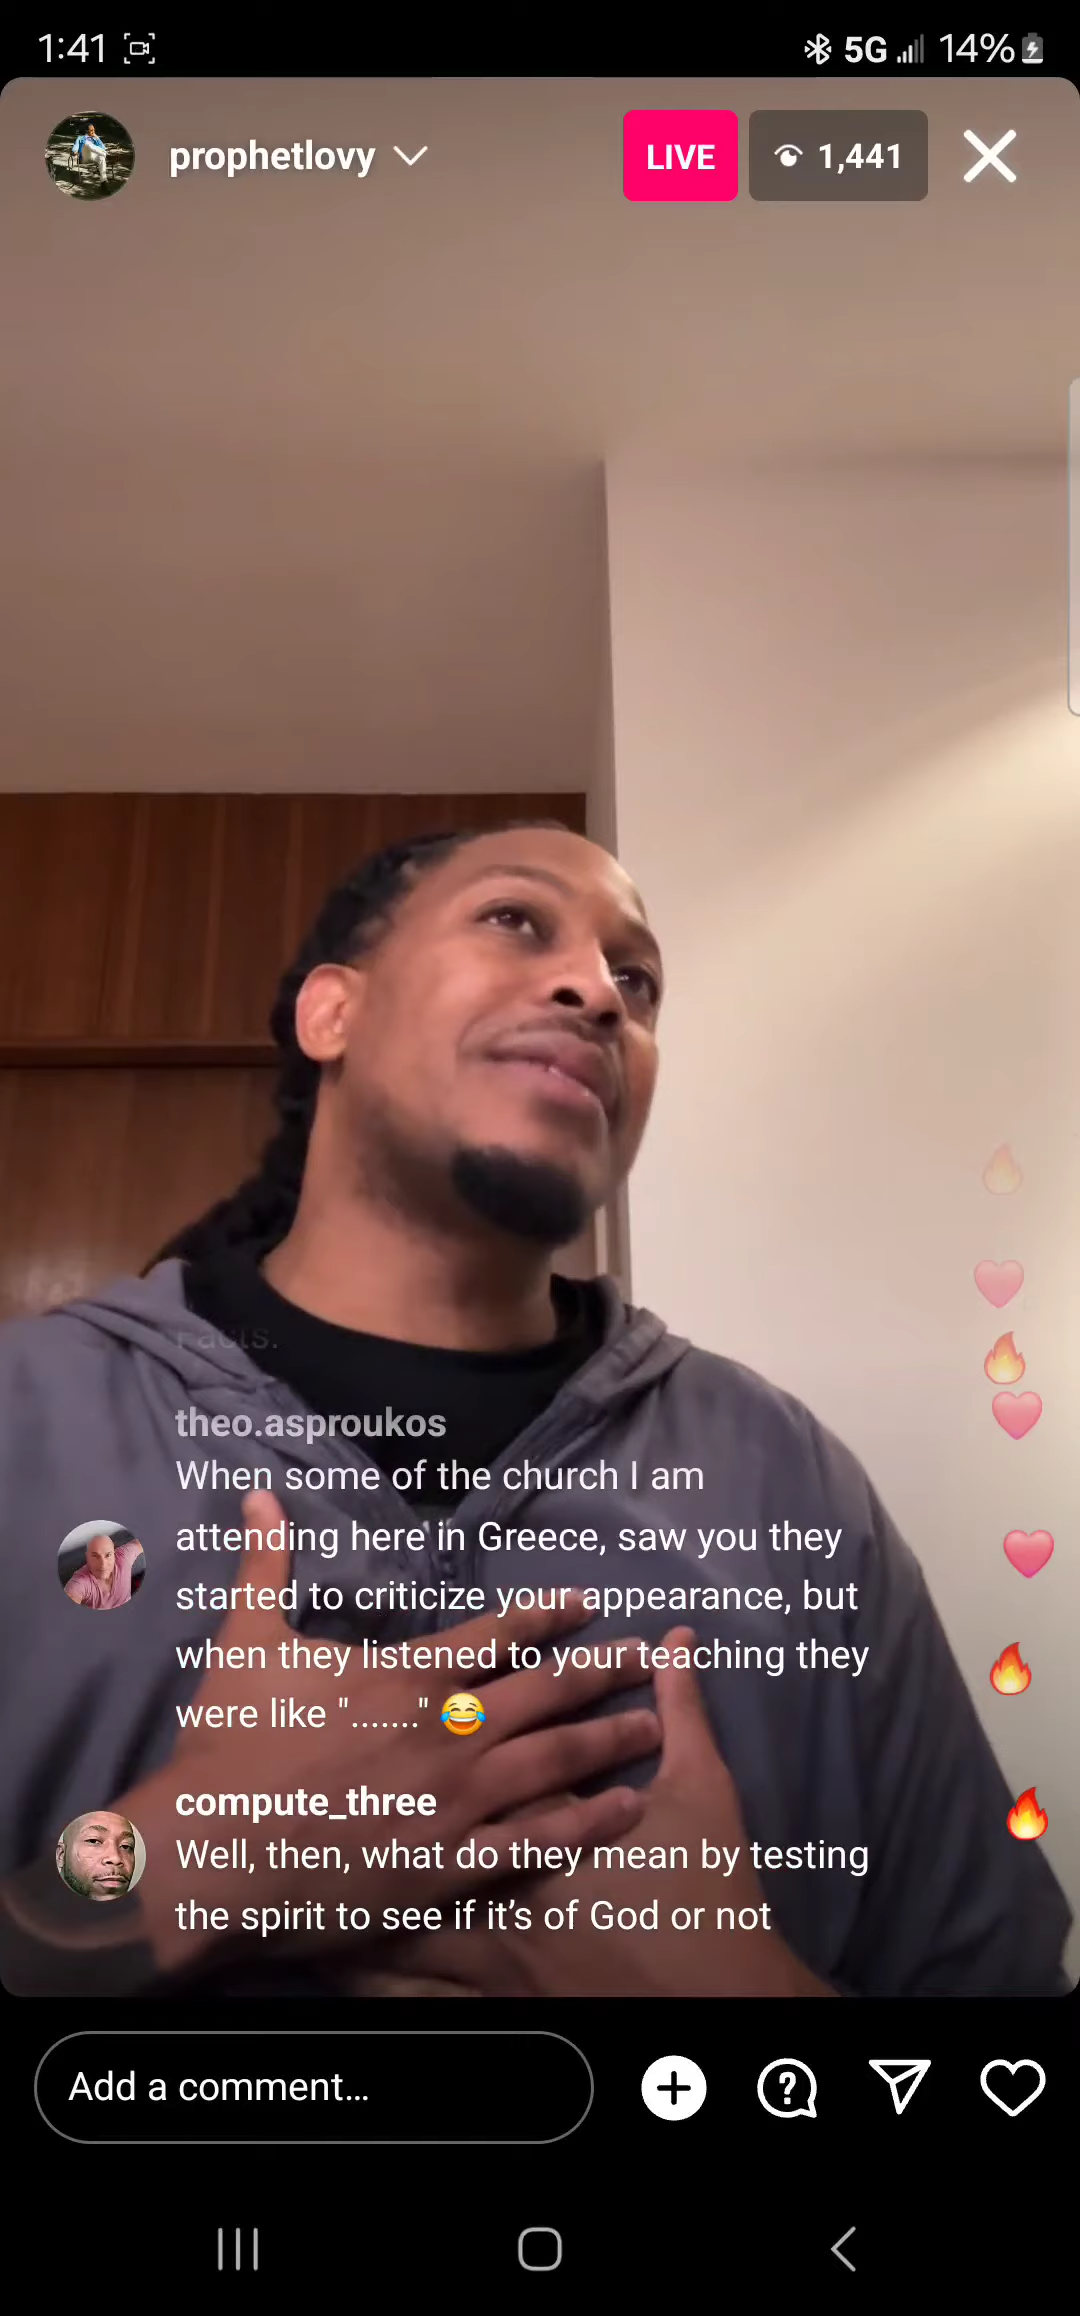 1:41 5G 14%
prophetlovy LIVE 1,441
Facts.
theo.asproukos
When some of the church I am
attending here in Greece, saw you they
started to criticize your appearance, but
when they listened to your teaching they
were like "......." 😂
compute_three
Well, then, what do they mean by testing
the spirit to see if it’s of God or not
Add a comment…